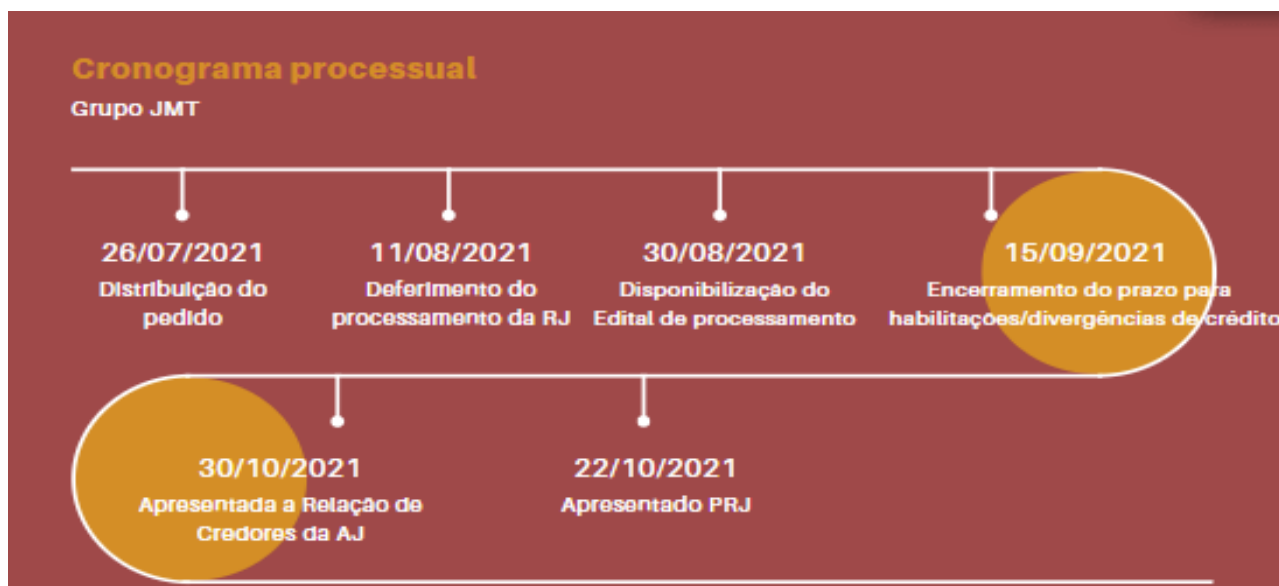 Cronograma processual
Grupo JMT
26/07/2021
Distribuição do
pedido
11/08/2021
Deferimento do
processamento da RJ
30/08/2021
Disponibilização do
Edital de processamento
15/09/2021
Encerramento do prazo para
habilitações/divergências de crédito
30/10/2021
Apresentada a Relação de
Credores da AJ
22/10/2021
Apresentado PRJ